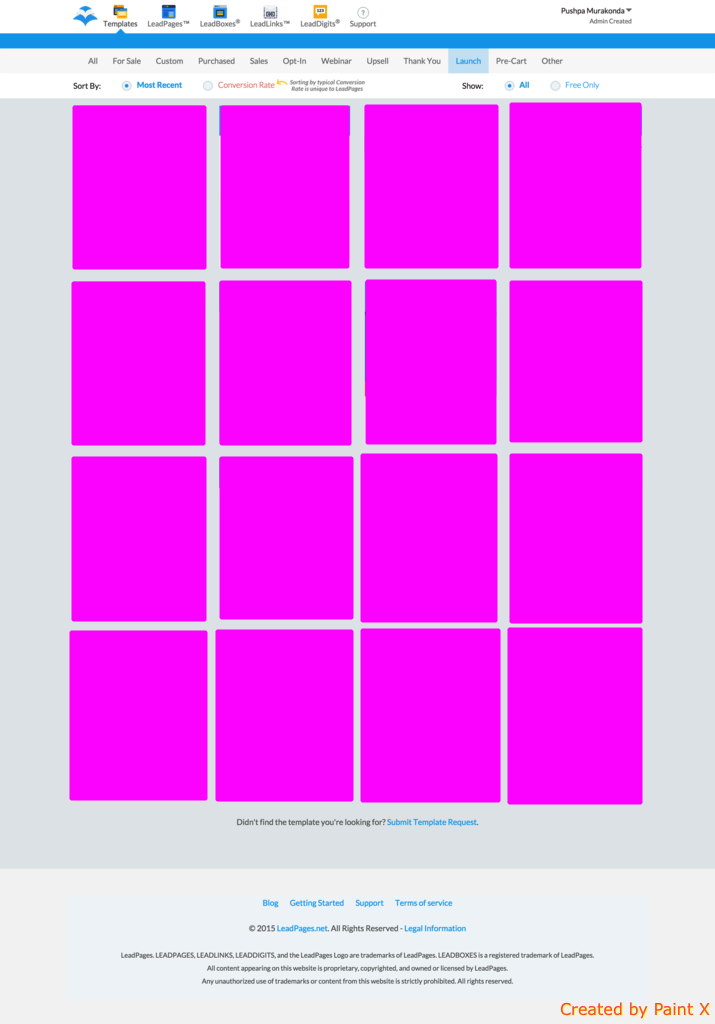 Templates LeadPages™ LeadBoxes® LeadLinks™ LeadDigits® Support
Pushpa Murakonda
Admin Created
All For Sale Custom Purchased Sales Opt-In Webinar Upsell Thank You Launch Pre-Cart Other
Sort By: Most Recent Conversion Rate Sorting by typical Conversion
Rate is unique to LeadPages
Show: All Free Only
Didn't find the template you're looking for? Submit Template Request.
Blog Getting Started Support Terms of service
© 2015 LeadPages.net. All Rights Reserved - Legal Information
LeadPages. LEADPAGES, LEADLINKS, LEADDIGITS, and the LeadPages Logo are trademarks of LeadPages. LEADBOXES is a registered trademark of LeadPages.
All content appearing on this website is proprietary, copyrighted, and owned or licensed by LeadPages.
Any unauthorized use of trademarks or content from this website is strictly prohibited. All rights reserved.
Created by Paint X